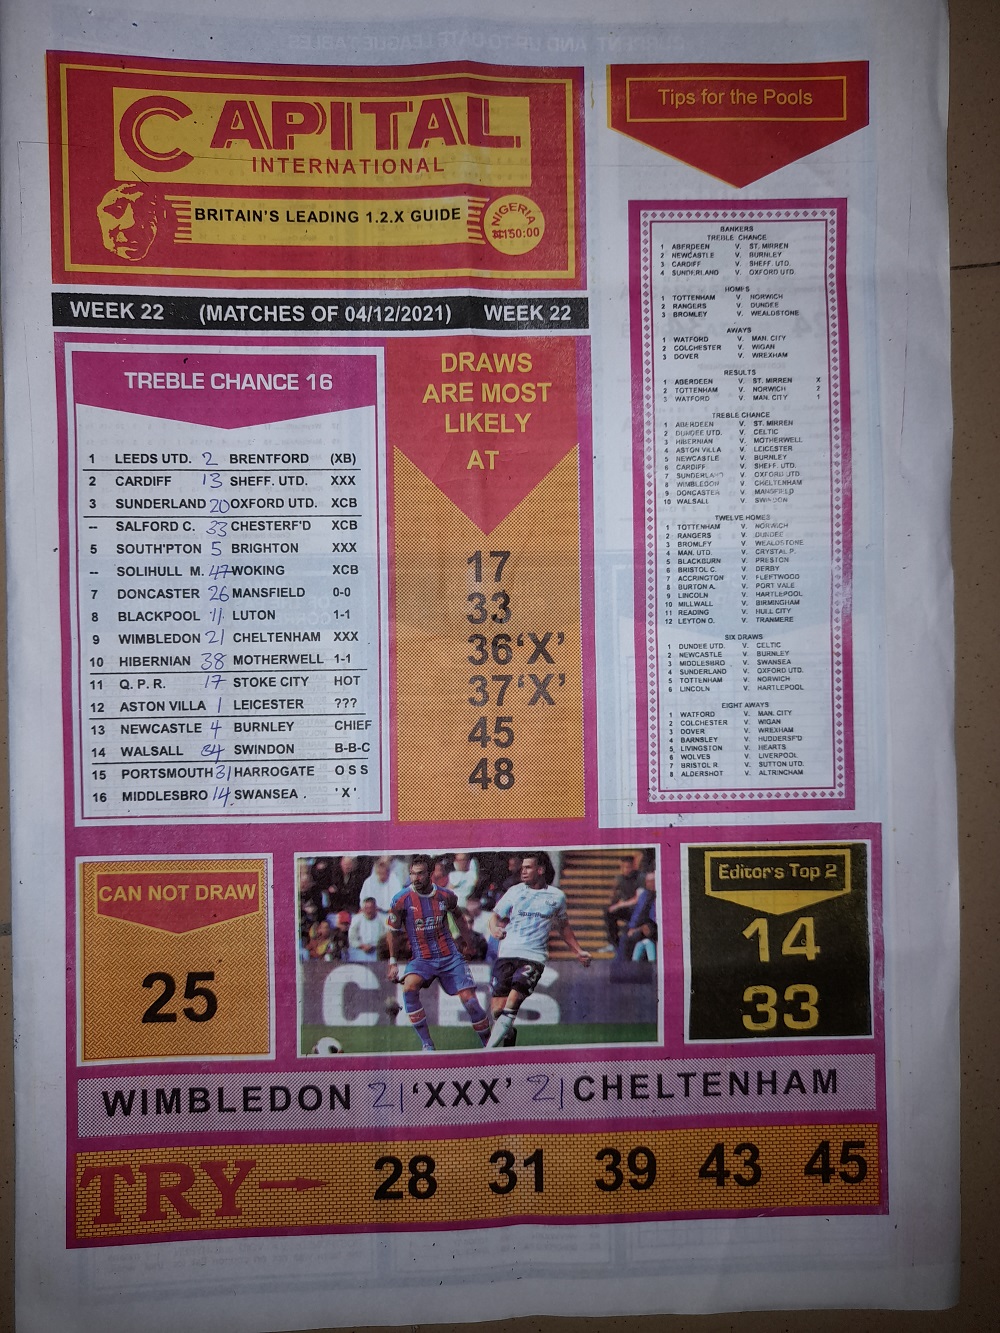 CAPITAL
INTERNATIONAL
BRITAIN'S LEADING 1.2.X GUIDE
NIGERIA
₦150:00
WEEK 22 (MATCHES OF 04/12/2021) WEEK 22
TREBLE CHANCE 16
1 LEEDS UTD. 2 BRENTFORD (XB)
2 CARDIFF 13 SHEFF. UTD. XXX
3 SUNDERLAND 20 OXFORD UTD. XCB
-- SALFORD C. 33 CHESTERF'D XCB
5 SOUTH'PTON 5 BRIGHTON XXX
-- SOLIHULL M. 47 WOKING XCB
7 DONCASTER 26 MANSFIELD 0-0
8 BLACKPOOL 11 LUTON 1-1
9 WIMBLEDON 21 CHELTENHAM XXX
10 HIBERNIAN 38 MOTHERWELL 1-1
11 Q. P. R. 17 STOKE CITY HOT
12 ASTON VILLA 1 LEICESTER ???
13 NEWCASTLE 4 BURNLEY CHIEF
14 WALSALL 34 SWINDON B-B-C
15 PORTSMOUTH 31 HARROGATE O S S
16 MIDDLESBRO 14 SWANSEA . 'X'
DRAWS
ARE MOST
LIKELY
AT
17
33
36'X'
37'X'
45
48
Tips for the Pools
BANKERS
TREBLE CHANCE
1 ABERDEEN V. ST. MIRREN
2 NEWCASTLE V. BURNLEY
3 CARDIFF V. SHEFF. UTD.
4 SUNDERLAND V. OXFORD UTD.
HOMES
1 TOTTENHAM V. NORWICH
2 RANGERS V. DUNDEE
3 BROMLEY V. WEALDSTONE
AWAYS
1 WATFORD V. MAN. CITY
2 COLCHESTER V. WIGAN
3 DOVER V. WREXHAM
RESULTS
1 ABERDEEN V. ST. MIRREN X
2 TOTTENHAM V. NORWICH 2
3 WATFORD V. MAN. CITY 1
TREBLE CHANCE
1 ABERDEEN V. ST. MIRREN
2 DUNDEE UTD. V. CELTIC
3 HIBERNIAN V. MOTHERWELL
4 ASTON VILLA V. LEICESTER
5 NEWCASTLE V. BURNLEY
6 CARDIFF V. SHEFF. UTD.
7 SUNDERLAND V. OXFORD UTD.
8 WIMBLEDON V. CHELTENHAM
9 DONCASTER V. MANSFIELD
10 WALSALL V. SWINDON
TWELVE HOMES
1 TOTTENHAM V. NORWICH
2 RANGERS V. DUNDEE
3 BROMLEY V. WEALDSTONE
4 MAN. UTD. V. CRYSTAL P.
5 BLACKBURN V. PRESTON
6 BRISTOL C. V. DERBY
7 ACCRINGTON V. FLEETWOOD
8 BURTON A. V. PORT VALE
9 LINCOLN V. HARTLEPOOL
10 MILLWALL V. BIRMINGHAM
11 READING V. HULL CITY
12 LEYTON O. V. TRANMERE
SIX DRAWS
1 DUNDEE UTD. V. CELTIC
2 NEWCASTLE V. BURNLEY
3 MIDDLESBRO V. SWANSEA
4 SUNDERLAND V. OXFORD UTD.
5 TOTTENHAM V. NORWICH
6 LINCOLN V. HARTLEPOOL
EIGHT AWAYS
1 WATFORD V. MAN. CITY
2 COLCHESTER V. WIGAN
3 DOVER V. WREXHAM
4 BARNSLEY V. HUDDERSF'D
5 LIVINGSTON V. HEARTS
6 WOLVES V. LIVERPOOL
7 BRISTOL R V. SUTTON UTD.
8 ALDERSHOT V. ALTRINCHAM
CAN NOT DRAW
25
Editor's Top 2
14
33
WIMBLEDON 21 'XXX' 21 CHELTENHAM
TRY 28 31 39 43 45